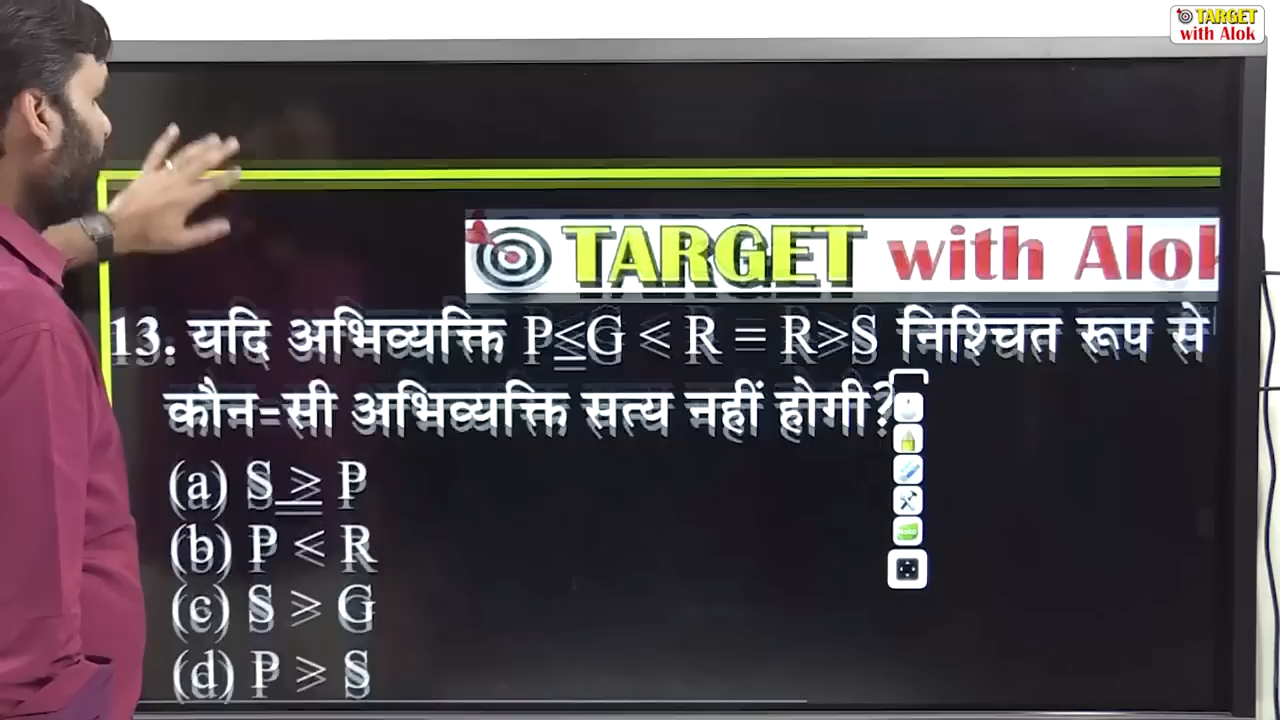 TARGET
with Alok
TARGET with Alok
13. यदि अभिव्यक्ति P≤G < R = R>S निश्चित रूप से
कौन=सी अभिव्यक्ति सत्य नहीं होगी?
(a) S ≥ P
(b) P < R
(c) S > G
(d) P > S